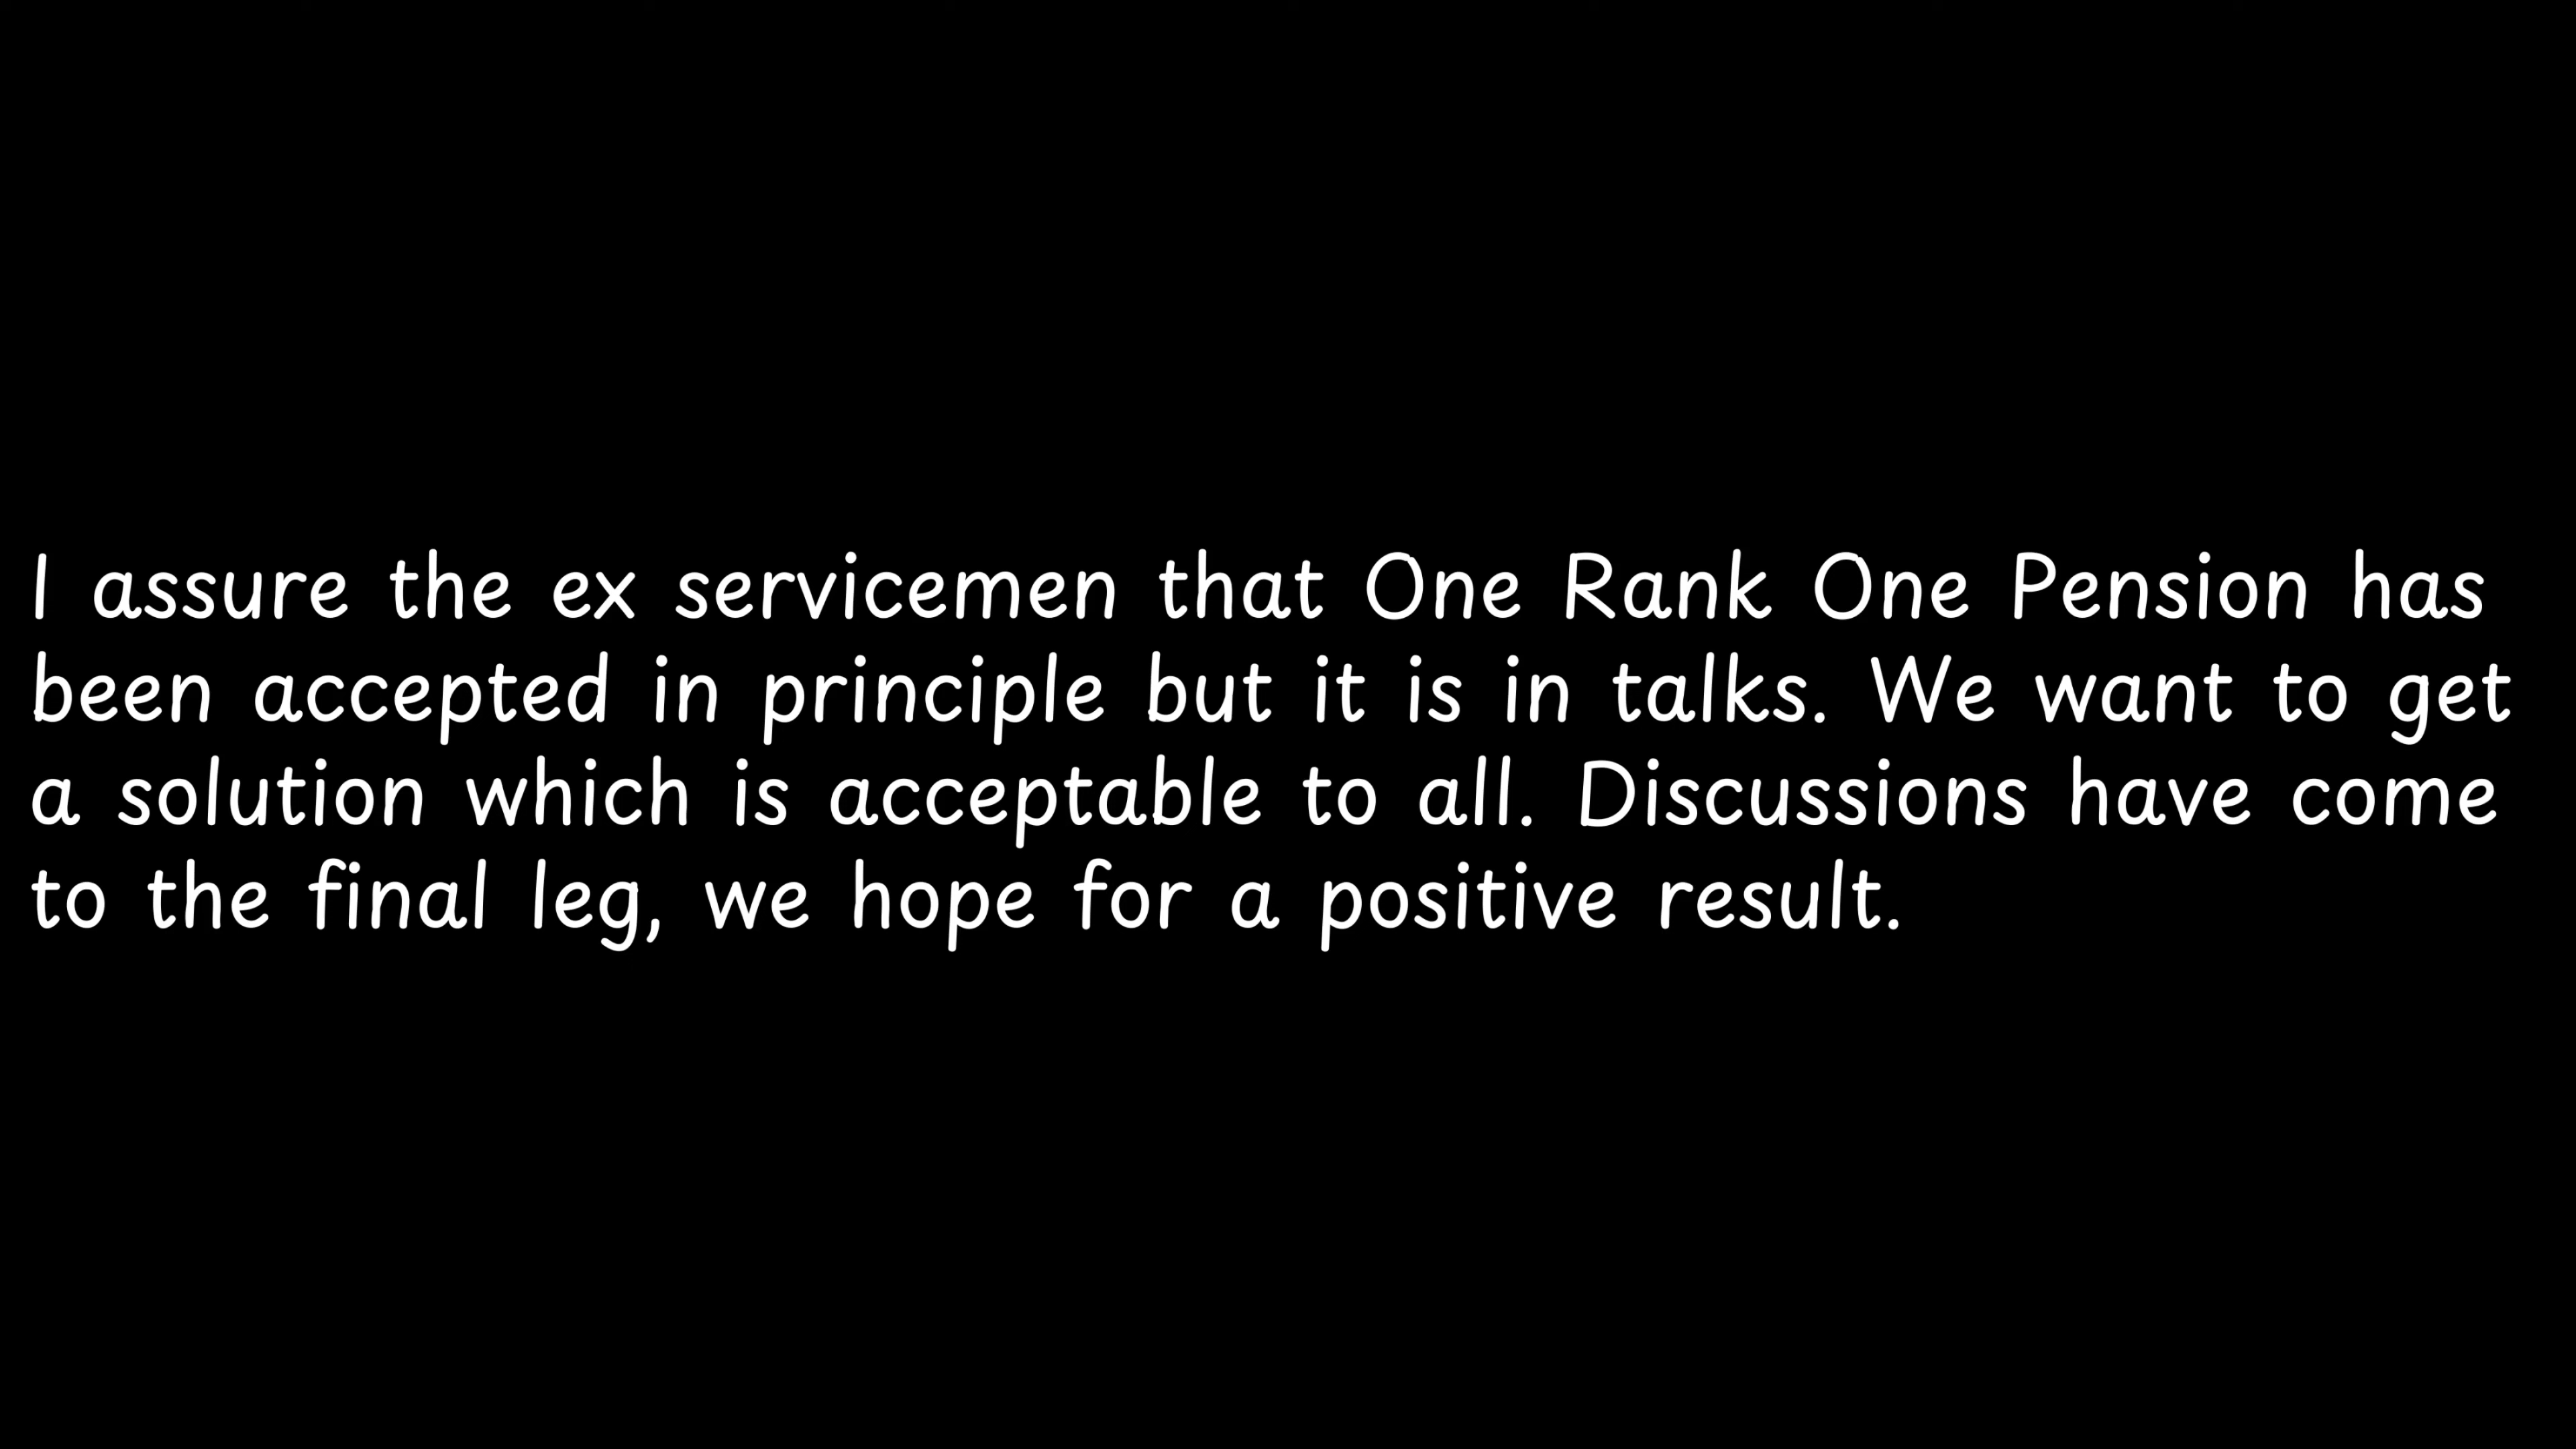 I assure the ex servicemen that One Rank One Pension has
been accepted in principle but it is in talks. We want to get
a solution which is acceptable to all. Discussions have come
to the final leg, we hope for a positive result.